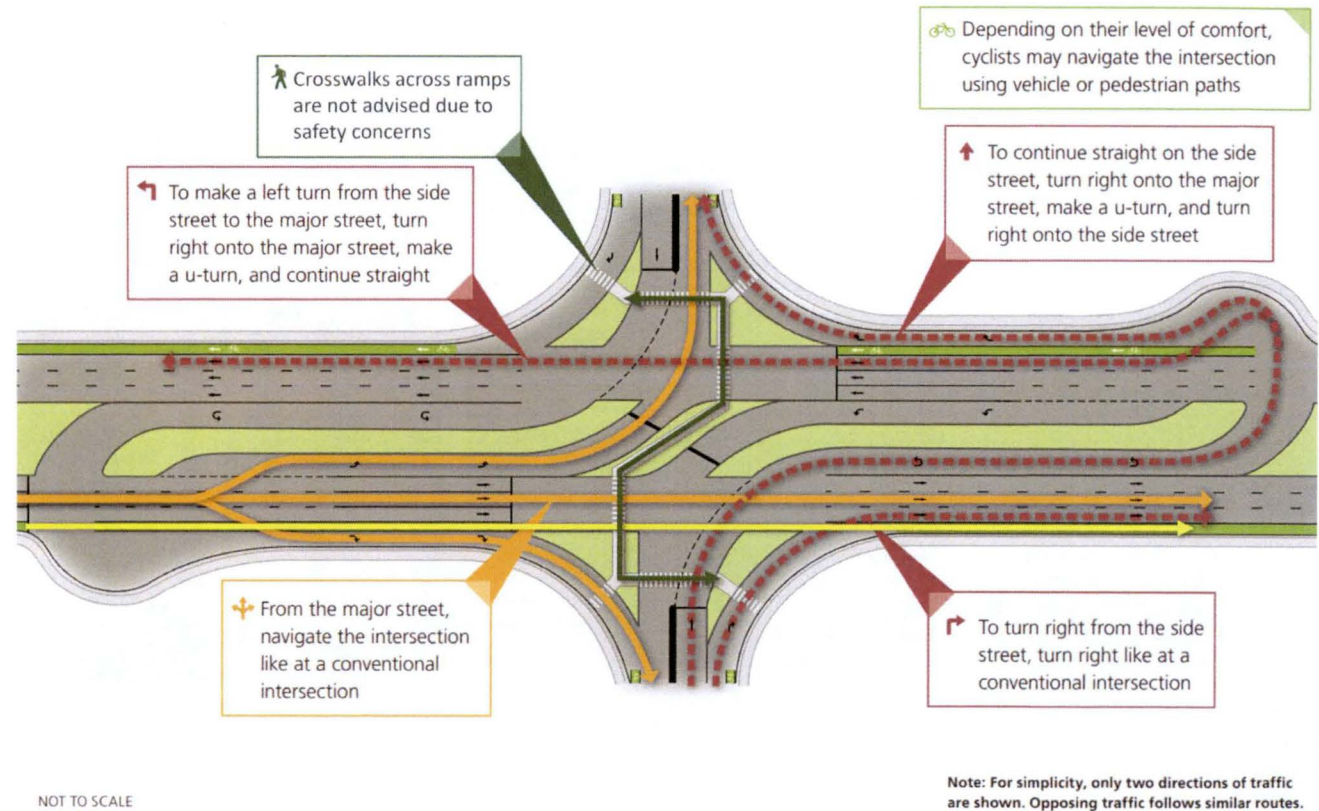 Depending on their level of comfort,
cyclists may navigate the intersection
using vehicle or pedestrian paths
Crosswalks across ramps
are not advised due to
safety concerns
To make a left turn from the side
street to the major street, turn
right onto the major street, make
a u-turn, and continue straight
To continue straight on the side
street, turn right onto the major
street, make a u-turn, and turn
right onto the side street
From the major street,
navigate the intersection
like at a conventional
intersection
To turn right from the side
street, turn right like at a
conventional intersection
NOT TO SCALE
Note: For simplicity, only two directions of traffic
are shown. Opposing traffic follows similar routes.